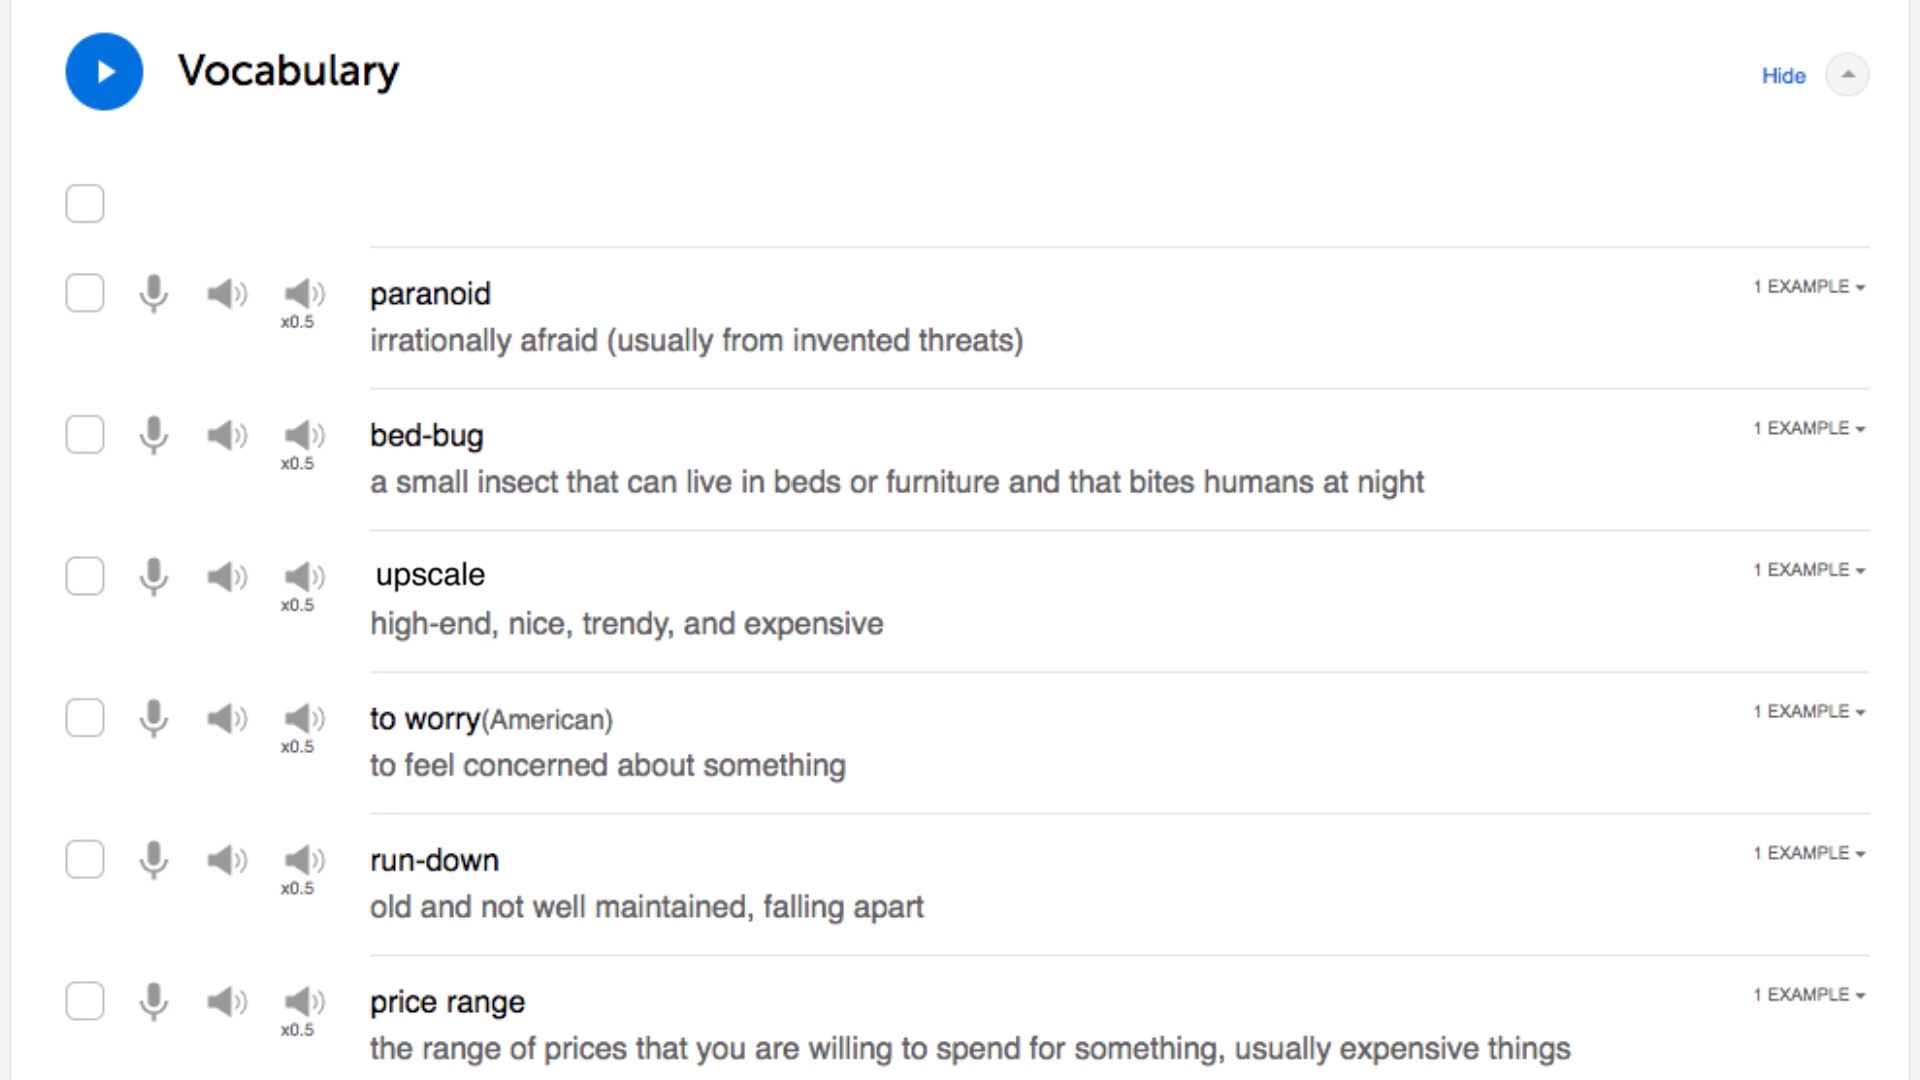 Vocabulary
Hide
paranoid
1 EXAMPLE
x0.5
irrationally afraid (usually from invented threats)
bed-bug
1 EXAMPLE
x0.5
a small insect that can live in beds or furniture and that bites humans at night
upscale
1 EXAMPLE
x0.5
high-end, nice, trendy, and expensive
to worry(American)
1 EXAMPLE
x0.5
to feel concerned about something
run-down
1 EXAMPLE
x0.5
old and not well maintained, falling apart
price range
1 EXAMPLE
x0.5
the range of prices that you are willing to spend for something, usually expensive things